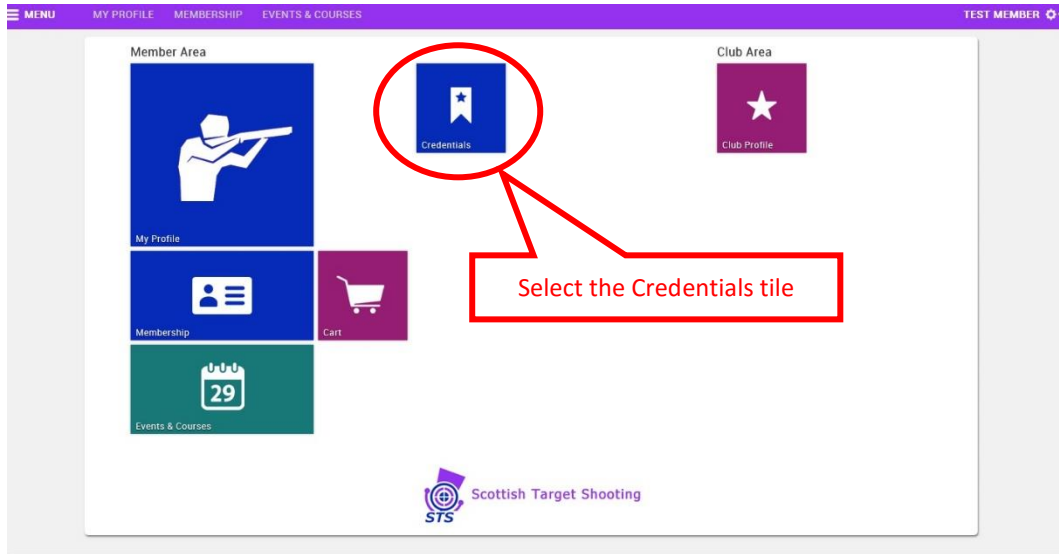 MENU MY PROFILE MEMBERSHIP EVENTS & COURSES TEST MEMBER
Member Area
Club Area
Credentials
Club Profile
My Profile
Select the Credentials tile
Membership
Cart
29
Events & Courses
STS
Scottish Target Shooting